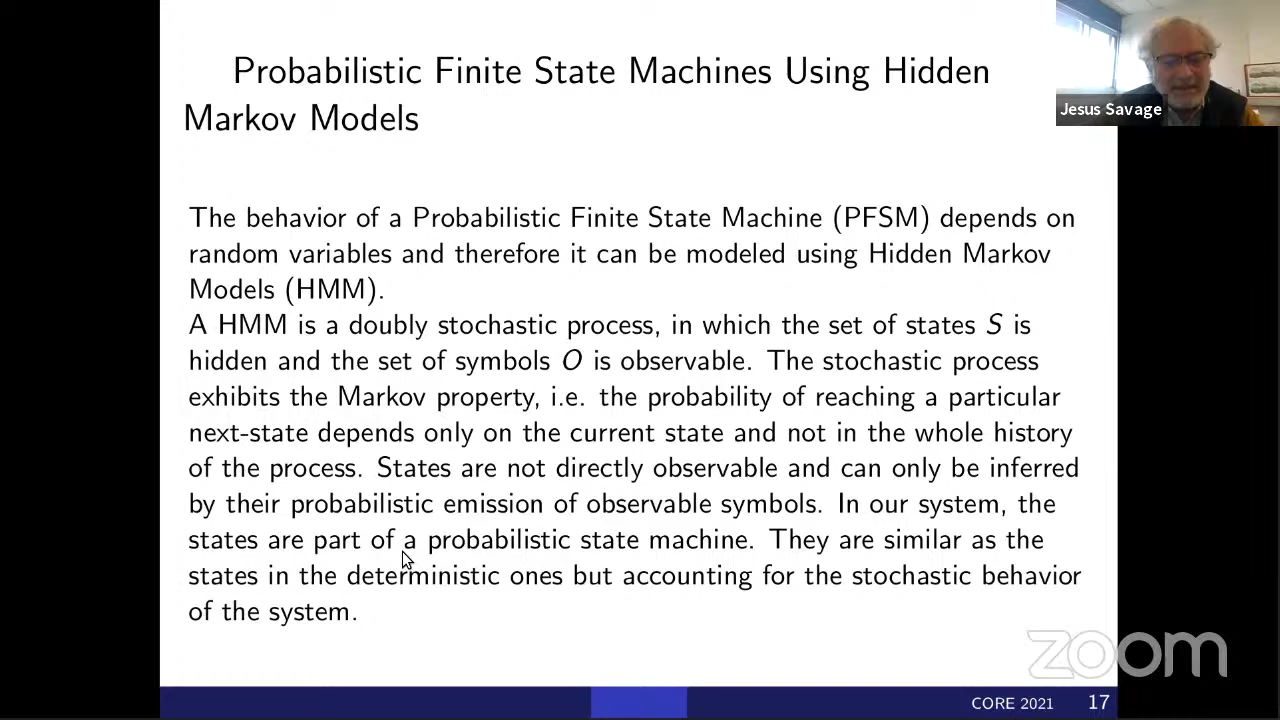 Probabilistic Finite State Machines Using Hidden
Markov Models
Jesus Savage
The behavior of a Probabilistic Finite State Machine (PFSM) depends on
random variables and therefore it can be modeled using Hidden Markov
Models (HMM).
A HMM is a doubly stochastic process, in which the set of states S is
hidden and the set of symbols O is observable. The stochastic process
exhibits the Markov property, i.e. the probability of reaching a particular
next-state depends only on the current state and not in the whole history
of the process. States are not directly observable and can only be inferred
by their probabilistic emission of observable symbols. In our system, the
states are part of a probabilistic state machine. They are similar as the
states in the deterministic ones but accounting for the stochastic behavior
of the system.
zoom
CORE 2021 17